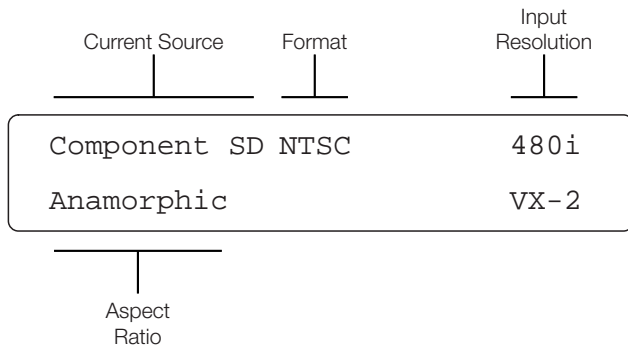 Current Source Format Input
Resolution
Component SD NTSC 480i
Anamorphic VX-2
Aspect
Ratio